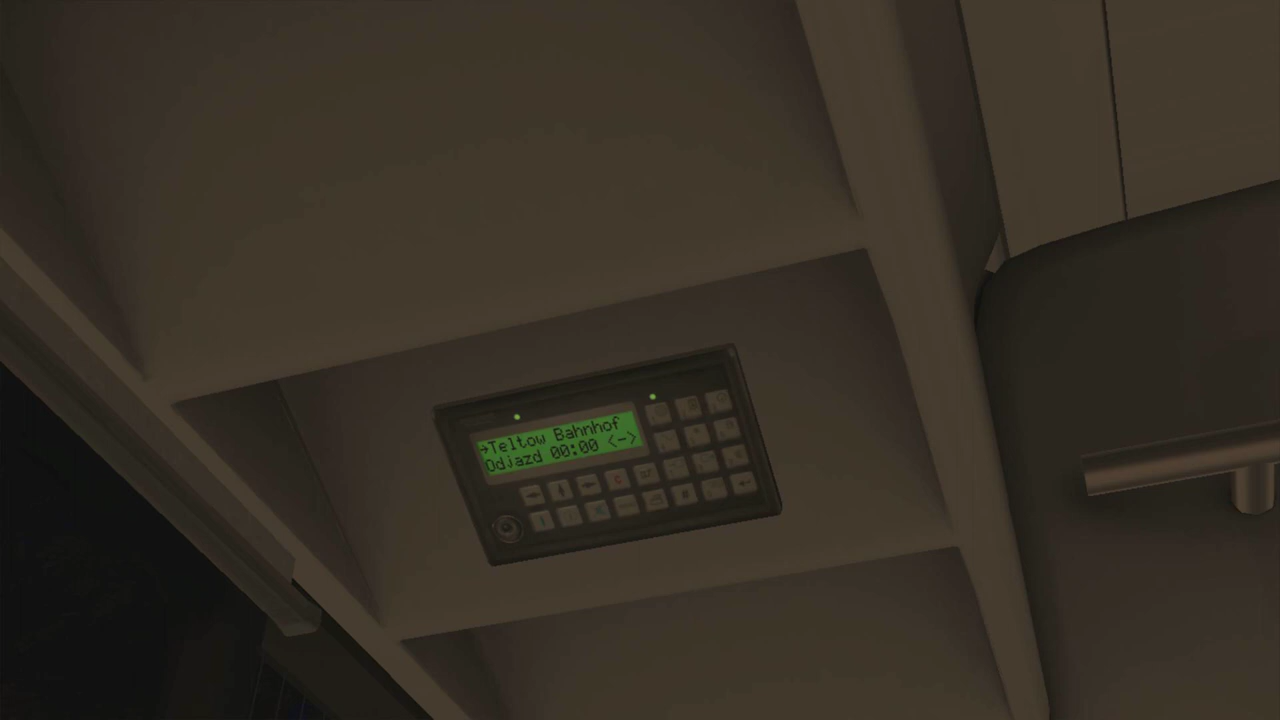 →Teltow Bahnhof
Odjazd 00:00 <->